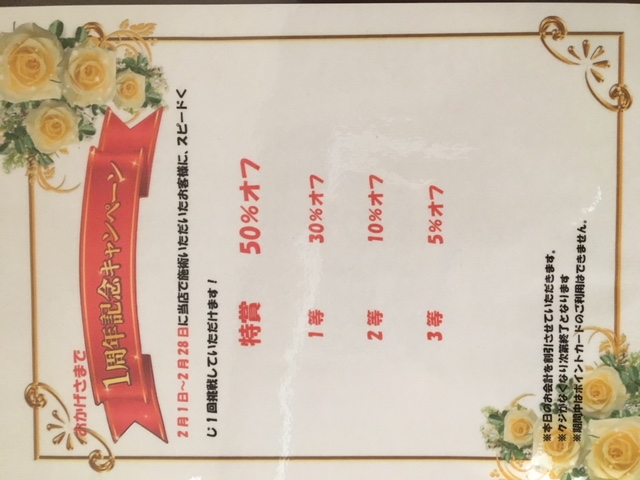 おかげさまで
1周年記念キャンペーン
2月1日～2月28日に当店で施術いただいたお客様に、スピードく
じ1回挑戦していただけます！
特賞 50%オフ
1等 30%オフ
2等 10%オフ
3等 5%オフ
※本日のお会計を割引させていただきます。
※クジがなくなり次第終了となります
※期間中はポイントカードのご利用はできません。